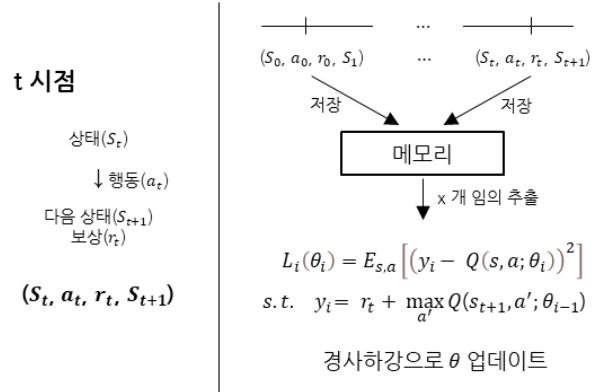 t 시점
상태(S_t)
↓ 행동(a_t)
다음 상태(S_{t+1})
보상(r_t)
(S_t, a_t, r_t, S_{t+1})
...
(S_0, a_0, r_0, S_1) ... (S_t, a_t, r_t, S_{t+1})
저장 저장
메모리
x 개 임의 추출
L_i(θ_i) = E_{s,a}[(y_i − Q(s, a; θ_i))^2]
s.t. y_i = r_t + max_{a'} Q(s_{t+1}, a'; θ_{i−1})
경사하강으로 θ 업데이트